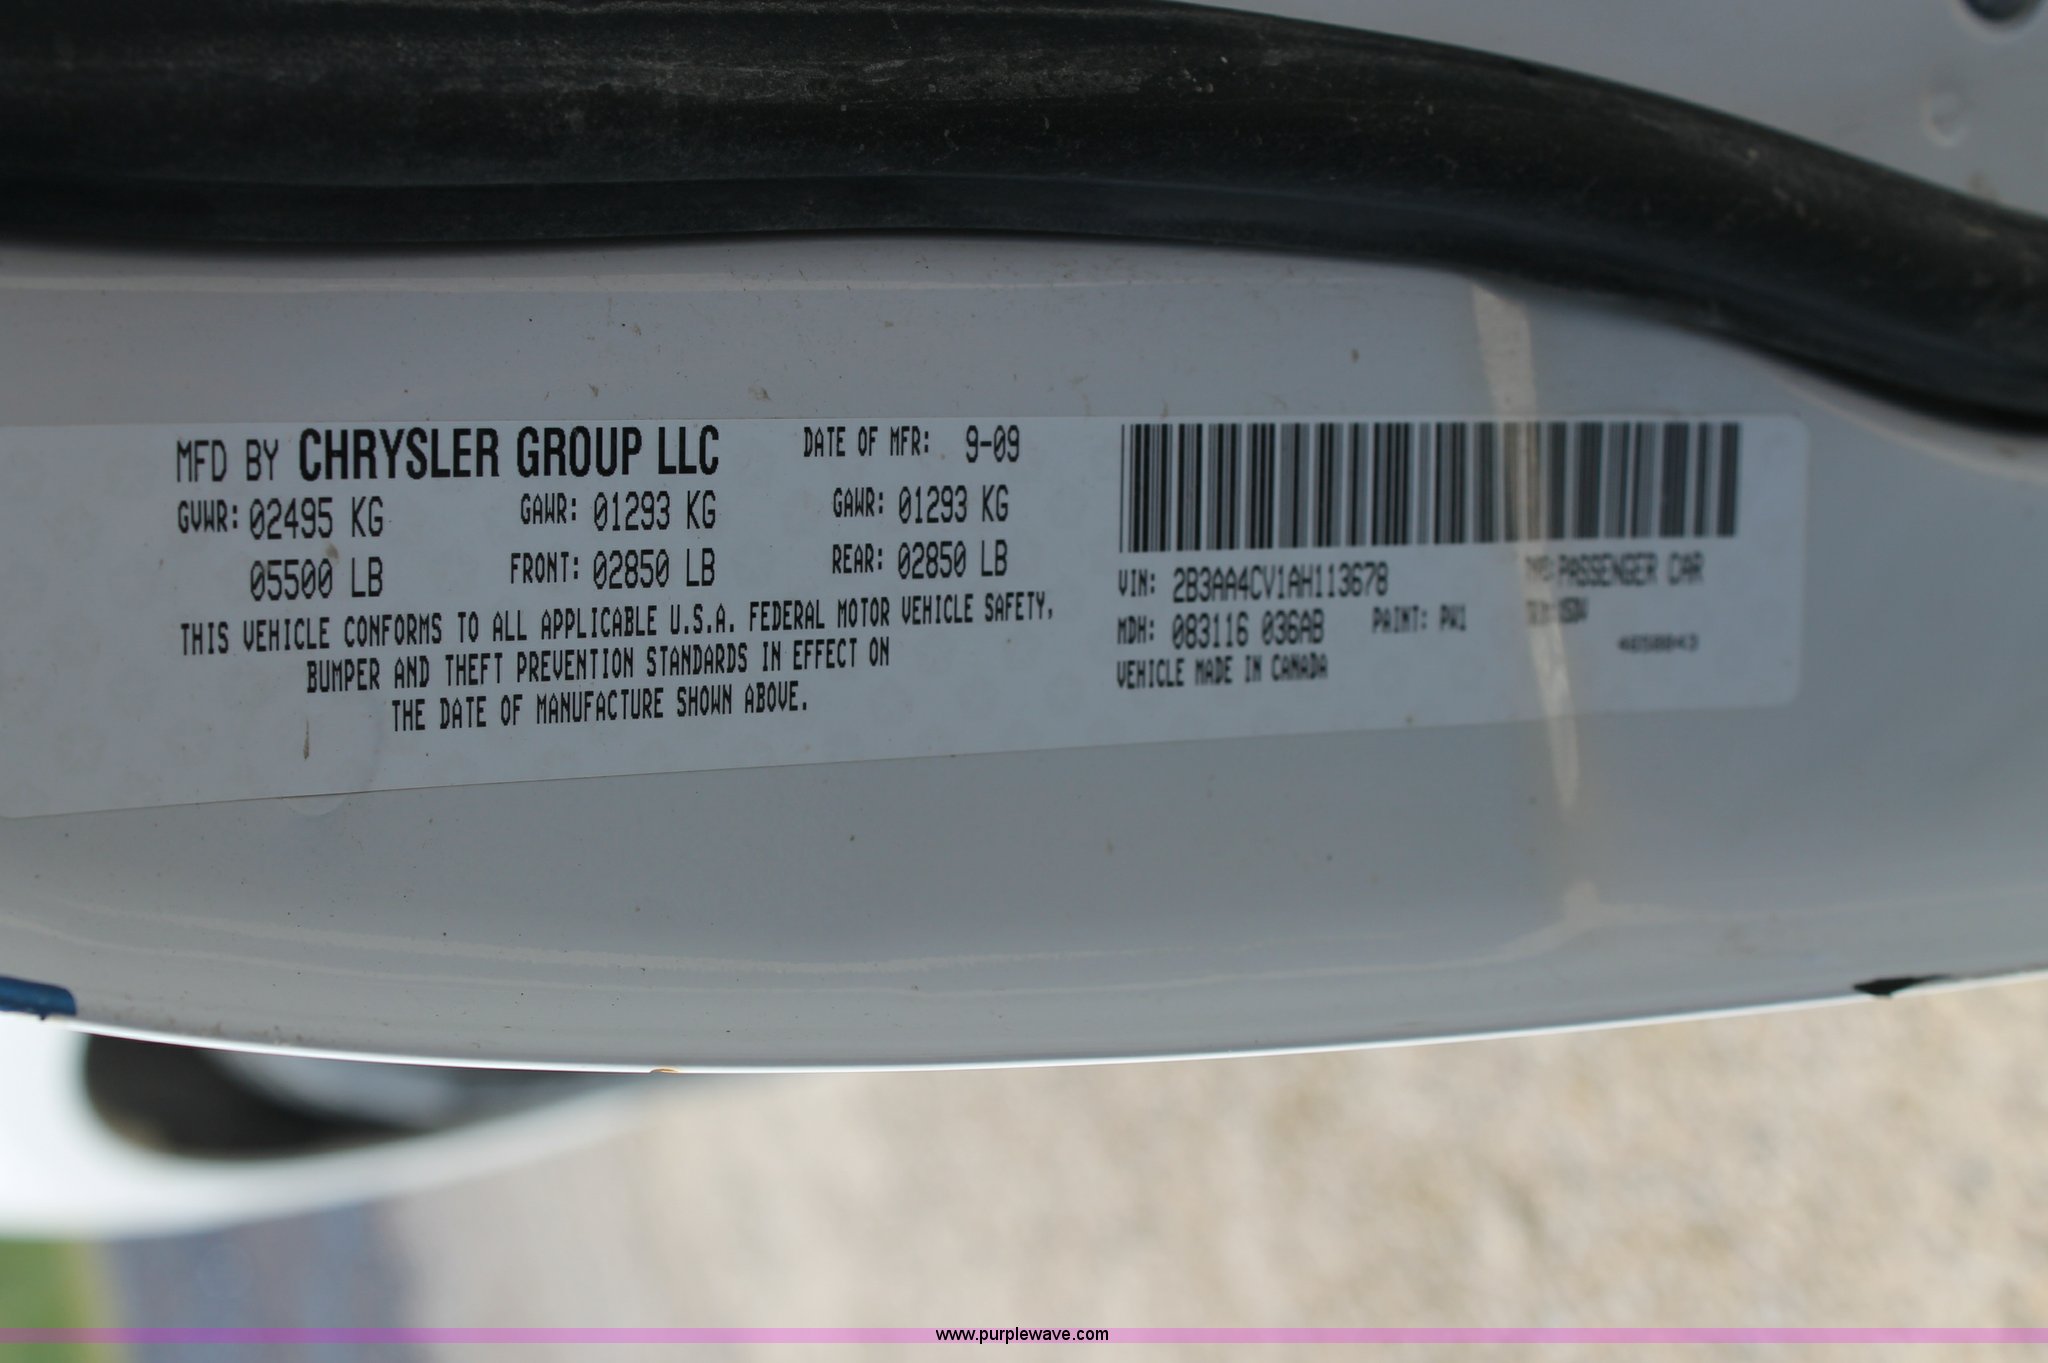 MFD BY CHRYSLER GROUP LLC DATE OF MFR: 9-09
GVWR: 02495 KG GAWR: 01293 KG GAWR: 01293 KG
05500 LB FRONT: 02850 LB REAR: 02850 LB
THIS VEHICLE CONFORMS TO ALL APPLICABLE U.S.A. FEDERAL MOTOR VEHICLE SAFETY,
BUMPER AND THEFT PREVENTION STANDARDS IN EFFECT ON
THE DATE OF MANUFACTURE SHOWN ABOVE.
VIN: 2B3AA4CV1AH113678 PASSENGER CAR
MDH: 083116 036AB PAINT: PW1
VEHICLE MADE IN CANADA
www.purplewave.com